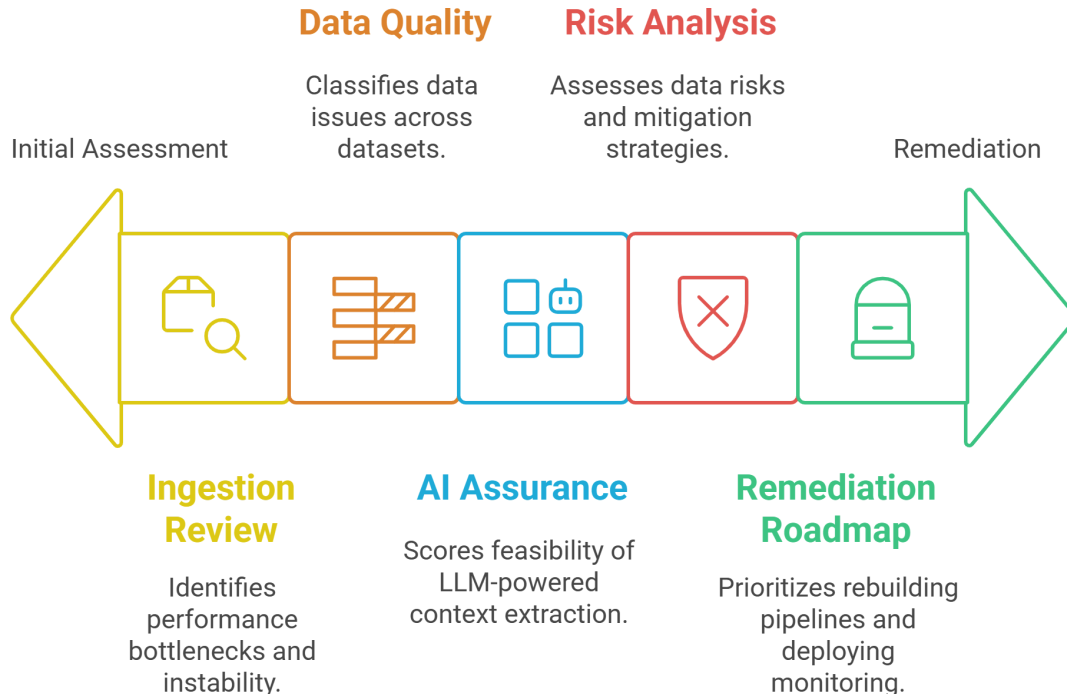 Data Quality
Classifies data
issues across
datasets.
Risk Analysis
Assesses data risks
and mitigation
strategies.
Initial Assessment
Remediation
Ingestion
Review
Identifies
performance
bottlenecks and
instability.
AI Assurance
Scores feasibility of
LLM-powered
context extraction.
Remediation
Roadmap
Prioritizes rebuilding
pipelines and
deploying
monitoring.